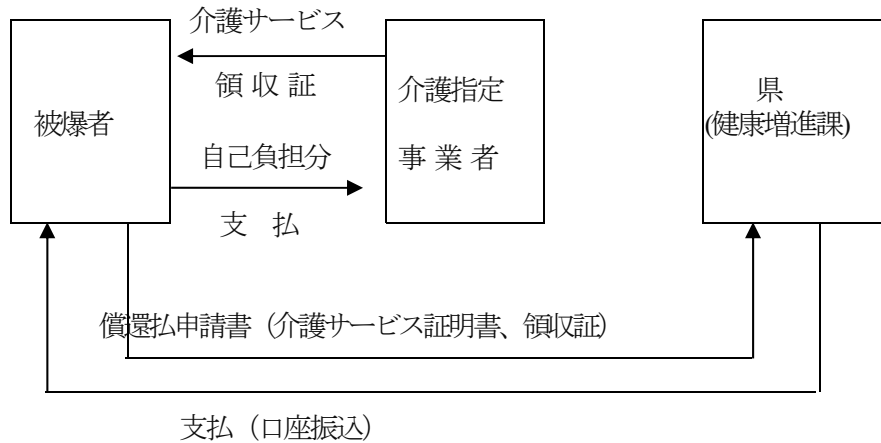 介護サービス
領 収 証
被爆者
自己負担分
支　払
介護指定
事 業 者
県
(健康増進課)
償還払申請書（介護サービス証明書、領収証）
支払（口座振込）